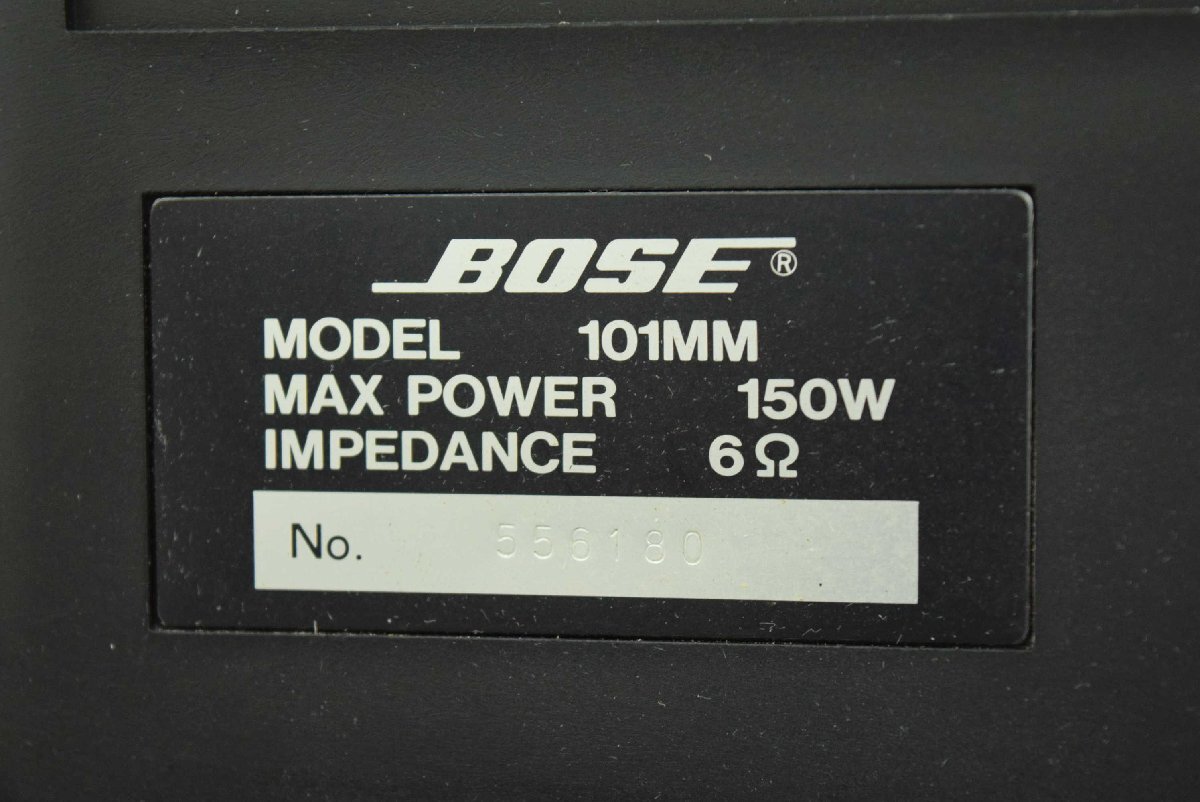 BOSE®
MODEL 101MM
MAX POWER 150W
IMPEDANCE 6Ω
No. 556180